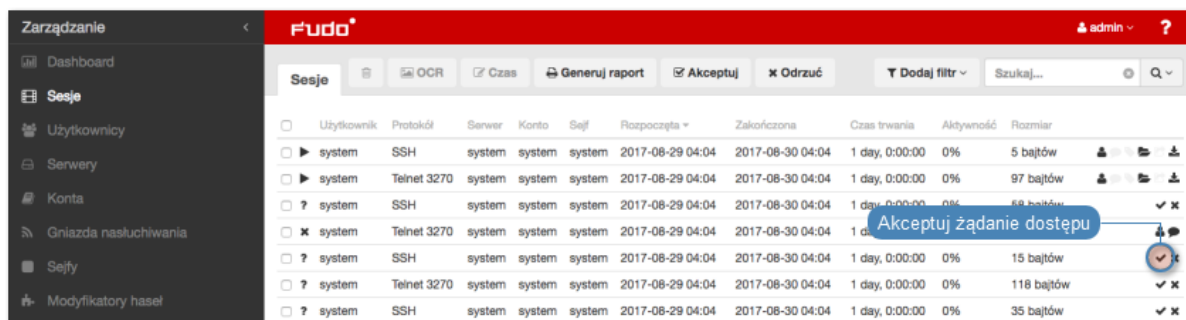 Zarządzanie
Fudo
admin
?
Dashboard
Sesje
Użytkownicy
Serwery
Konta
Gniazda nasłuchiwania
Sejfy
Modyfikatory haseł
Sesje OCR Czas Generuj raport Akceptuj Odrzuć Dodaj filtr Szukaj...
Użytkownik Protokół Serwer Konto Sejf Rozpoczęta Zakończona Czas trwania Aktywność Rozmiar
system SSH system system system 2017-08-29 04:04 2017-08-30 04:04 1 day, 0:00:00 0% 5 bajtów
system Telnet 3270 system system system 2017-08-29 04:04 2017-08-30 04:04 1 day, 0:00:00 0% 97 bajtów
? system SSH system system system 2017-08-29 04:04 2017-08-30 04:04 1 day, 0:00:00 0% 58 bajtów
system Telnet 3270 system system system 2017-08-29 04:04 2017-08-30 04:04 1 d
Akceptuj żądanie dostępu
? system SSH system system system 2017-08-29 04:04 2017-08-30 04:04 1 day, 0:00:00 0% 15 bajtów
? system Telnet 3270 system system system 2017-08-29 04:04 2017-08-30 04:04 1 day, 0:00:00 0% 118 bajtów
? system SSH system system system 2017-08-29 04:04 2017-08-30 04:04 1 day, 0:00:00 0% 35 bajtów